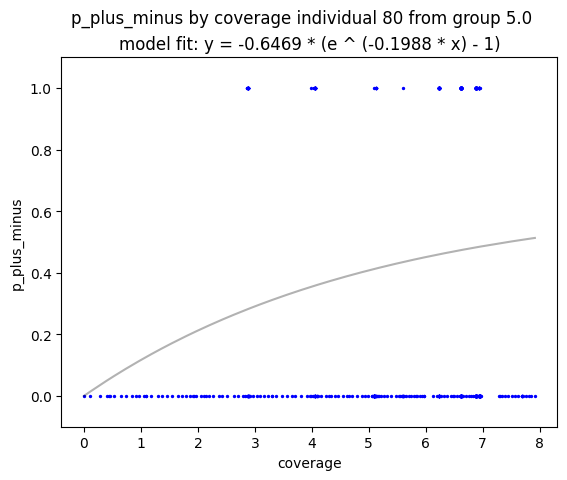 p_plus_minus by coverage individual 80 from group 5.0
model fit: y = -0.6469 * (e ^ (-0.1988 * x) - 1)
p_plus_minus
1.0
0.8
0.6
0.4
0.2
0.0
0 1 2 3 4 5 6 7 8
coverage